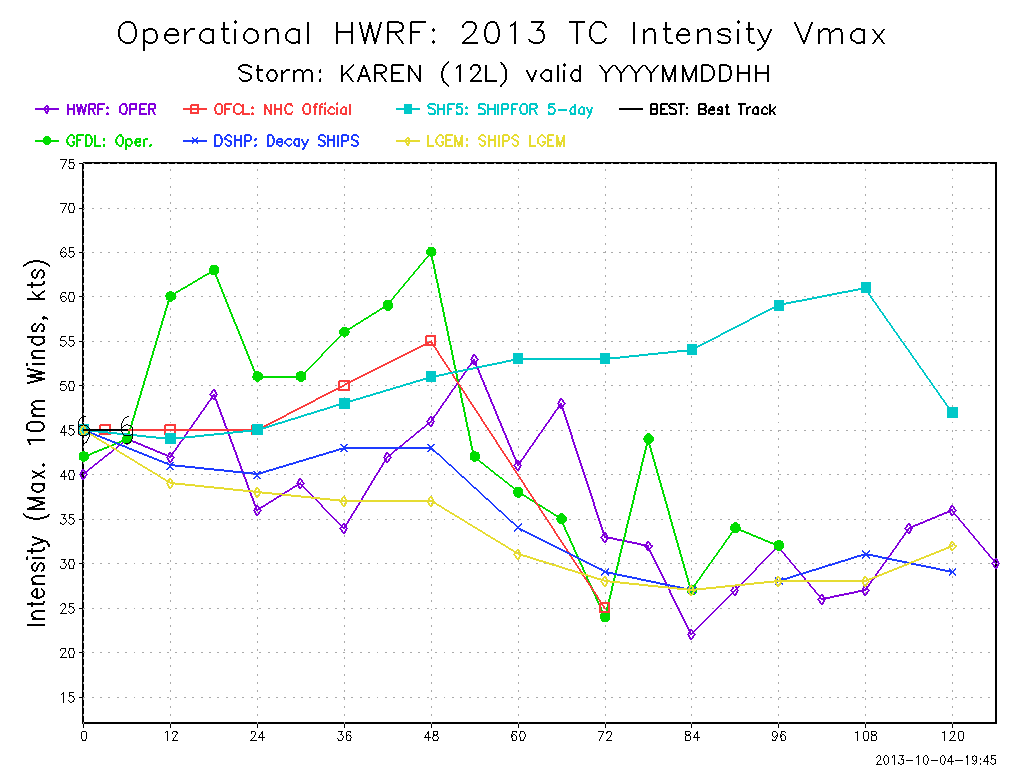 Operational HWRF: 2013 TC Intensity Vmax
Storm: KAREN (12L) valid YYYYMMDDHH
HWRF: OPER OFCL: NHC Official SHF5: SHIPFOR 5-day BEST: Best Track
GFDL: Oper. DSHP: Decay SHIPS LGEM: SHIPS LGEM
Intensity (Max. 10m Winds, kts)
75
70
65
60
55
50
45
40
35
30
25
20
15
0 12 24 36 48 60 72 84 96 108 120
2013-10-04-19:45